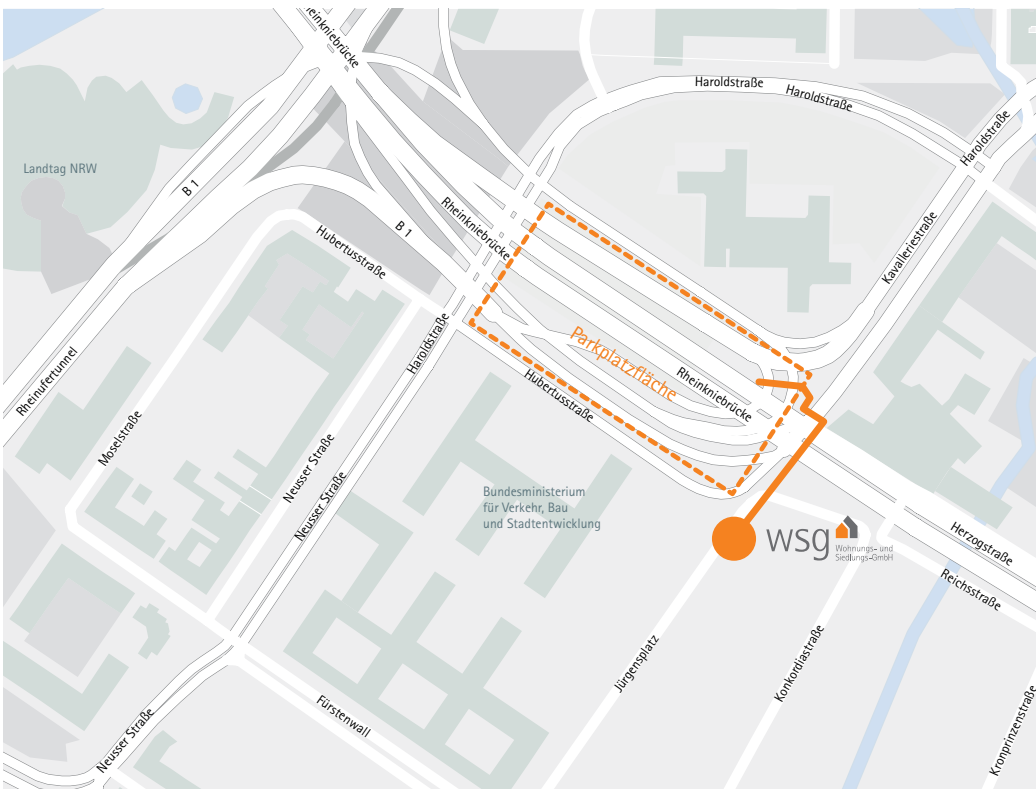 Rheinkniebrücke
Haroldstraße
Haroldstraße
Haroldstraße
Landtag NRW
B 1
Rheinkniebrücke
B 1
Hubertusstraße
Kavalleriestraße
Haroldstraße
Parkplatzfläche
Rheinkniebrücke
Hubertusstraße
Rheinufertunnel
Moselstraße
Neusser Straße
Neusser Straße
Bundesministerium
für Verkehr, Bau
und Stadtentwicklung
wsg
Wohnungs- und
Siedlungs-GmbH
Herzogstraße
Reichsstraße
Jürgensplatz
Konkordiastraße
Fürstenwall
Neusser Straße
Kronprinzenstraße